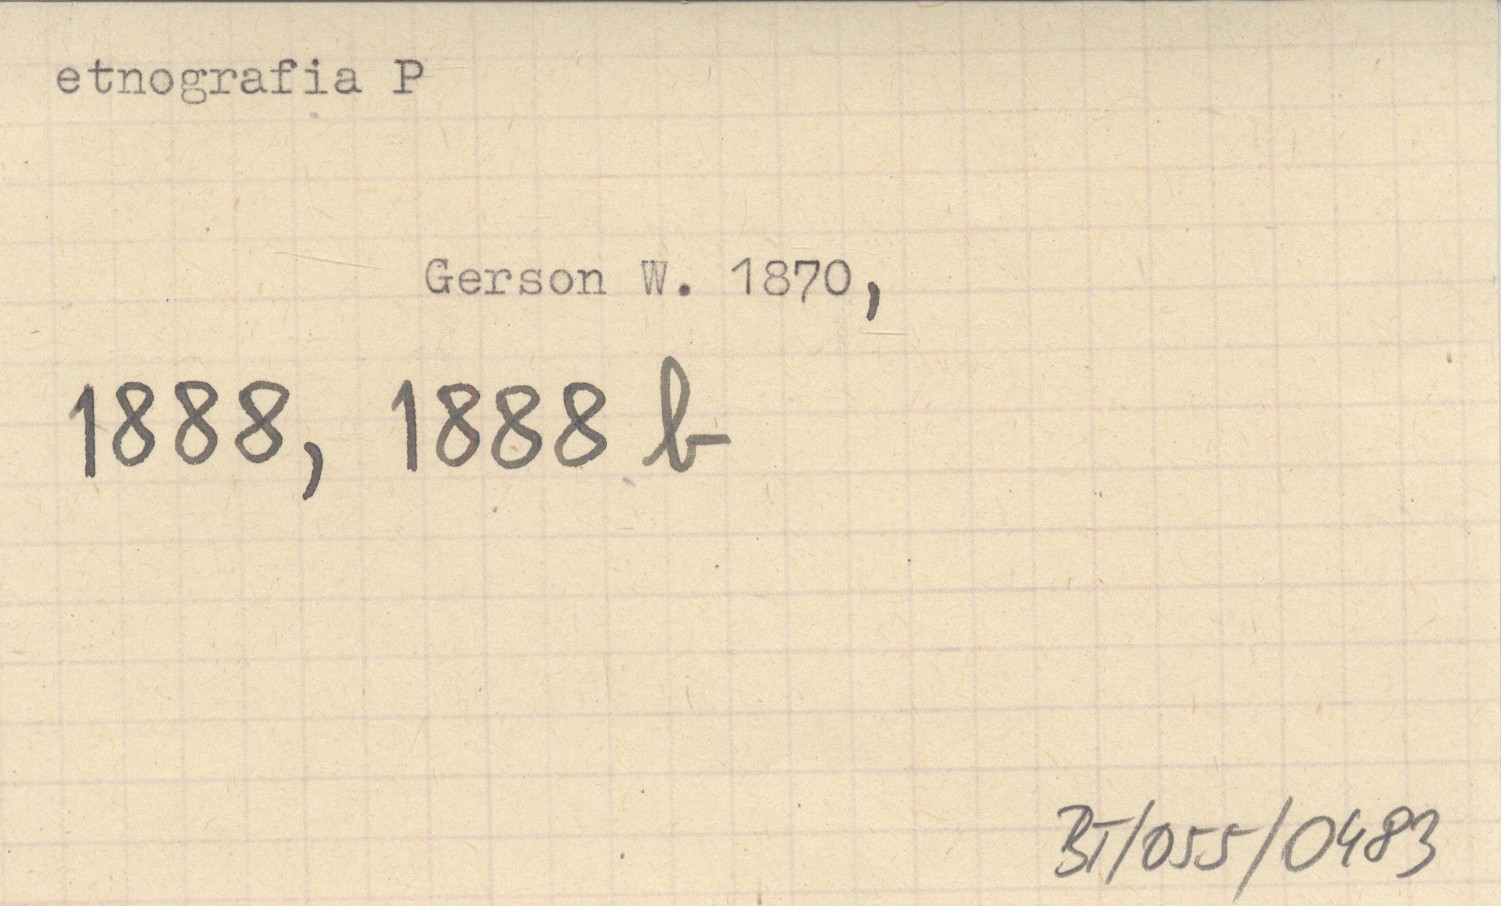 etnografia P
Gerson W. 1870,
1888, 1888 b
BT/055/0483